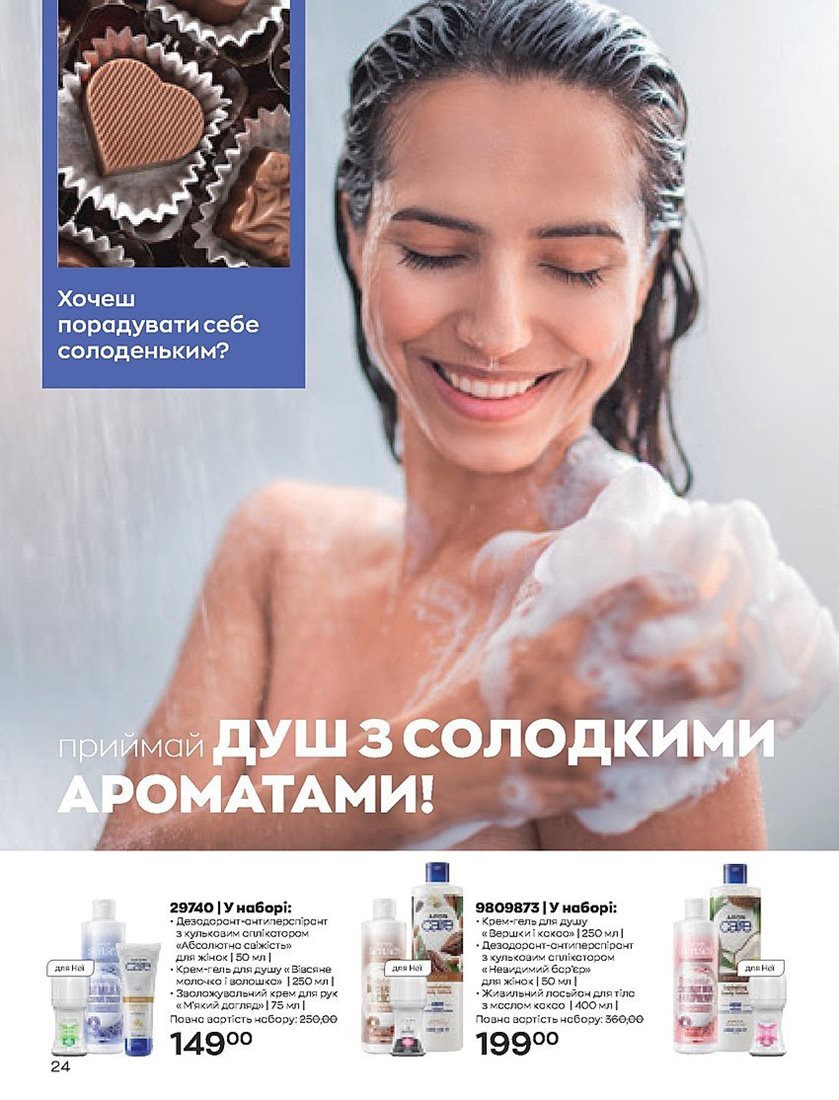 Хочеш
порадувати себе
солоденьким?
приймай ДУШ З СОЛОДКИМИ
АРОМАТАМИ!
29740 | У наборі:
• Дезодорант-антиперспірант
з кульковим аплікатором
«Абсолютна свіжість»
для жінок | 50 мл |
• Крем-гель для душу «Вівсяне
молочко і волошка» | 250 мл |
• Зволожувальний крем для рук
«М'який догляд» | 75 мл |
Повна вартість набору: 250,00
149⁰⁰
для Неї
9809873 | У наборі:
• Крем-гель для душу
«Вершки і какао» | 250 мл |
• Дезодорант-антиперспірант
з кульковим аплікатором
«Невидимий бар'єр»
для жінок | 50 мл |
• Живильний лосьйон для тіла
з маслом какао | 400 мл |
Повна вартість набору: 360,00
199⁰⁰
для Неї
для Неї
AVON
care
AVON
care
24